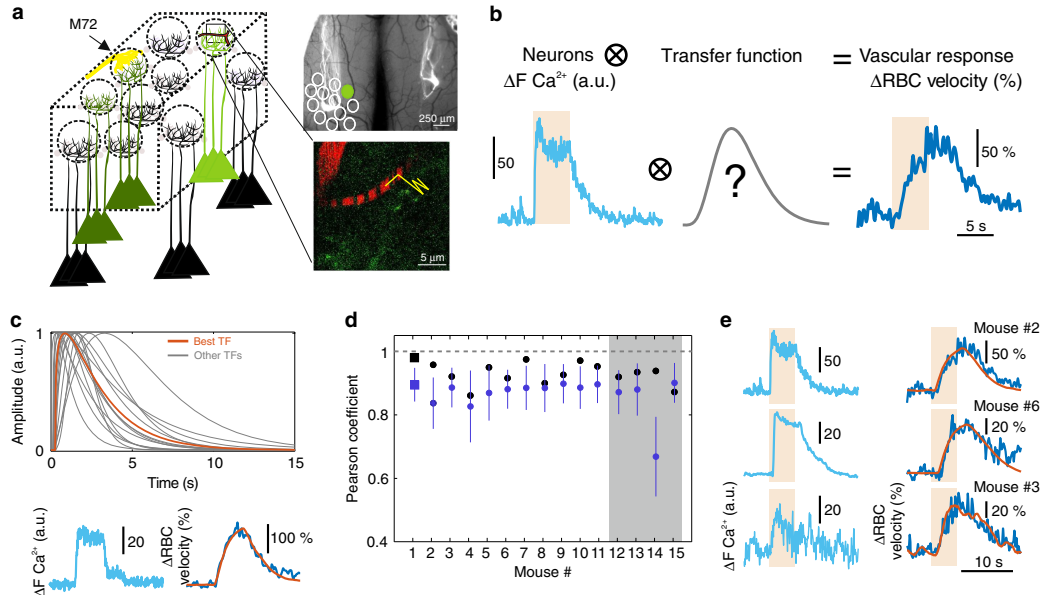 a
M72
250 µm
5 µm
b
Neurons ⊗ Transfer function = Vascular response
ΔF Ca²⁺ (a.u.)
ΔRBC velocity (%)
50
⊗
?
=
50 %
5 s
c
Amplitude (a.u.)
1
0
Best TF
Other TFs
0
5
10
15
Time (s)
ΔF Ca²⁺ (a.u.)
20
ΔRBC
velocity (%)
100 %
d
Pearson coefficient
1
0.8
0.6
0.4
1 2 3 4 5 6 7 8 9 10 11 12 13 14 15
Mouse #
e
50
Mouse #2
50 %
20
Mouse #6
20 %
ΔF Ca²⁺ (a.u.)
20
ΔRBC
velocity (%)
Mouse #3
20 %
10 s